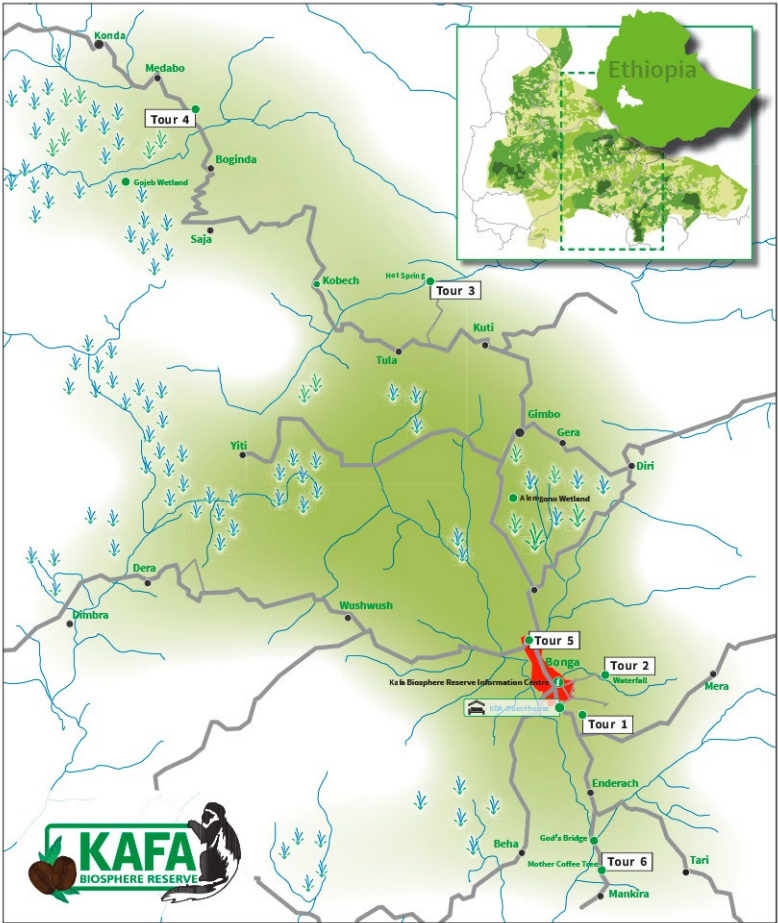 Konda
Ethiopia
Medabo
Tour 4
Boginda
Gojeb Wetland
Saja
Hot Spring
Kobech
Tour 3
Kuti
Tula
Gimbo
Gera
Yiti
Diri
Alemgono Wetland
Dera
Wushwush
Dimbra
Tour 5
Bonga
Tour 2
Kafa Biosphere Reserve Information Centre
Waterfall
Mera
KDA Guesthouse
Tour 1
Enderach
God's Bridge
Beha
Mother Coffee Tree
Tour 6
Tari
Mankira
KAFA
BIOSPHERE RESERVE